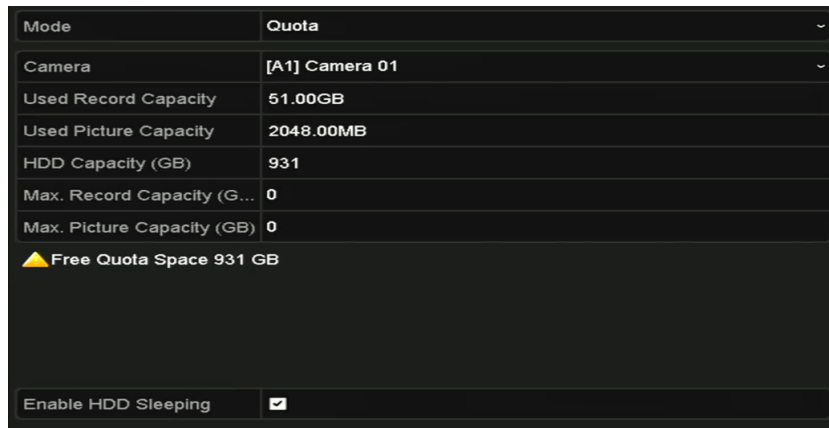 Mode Quota
Camera [A1] Camera 01
Used Record Capacity 51.00GB
Used Picture Capacity 2048.00MB
HDD Capacity (GB) 931
Max. Record Capacity (G... 0
Max. Picture Capacity (GB) 0
Free Quota Space 931 GB
Enable HDD Sleeping